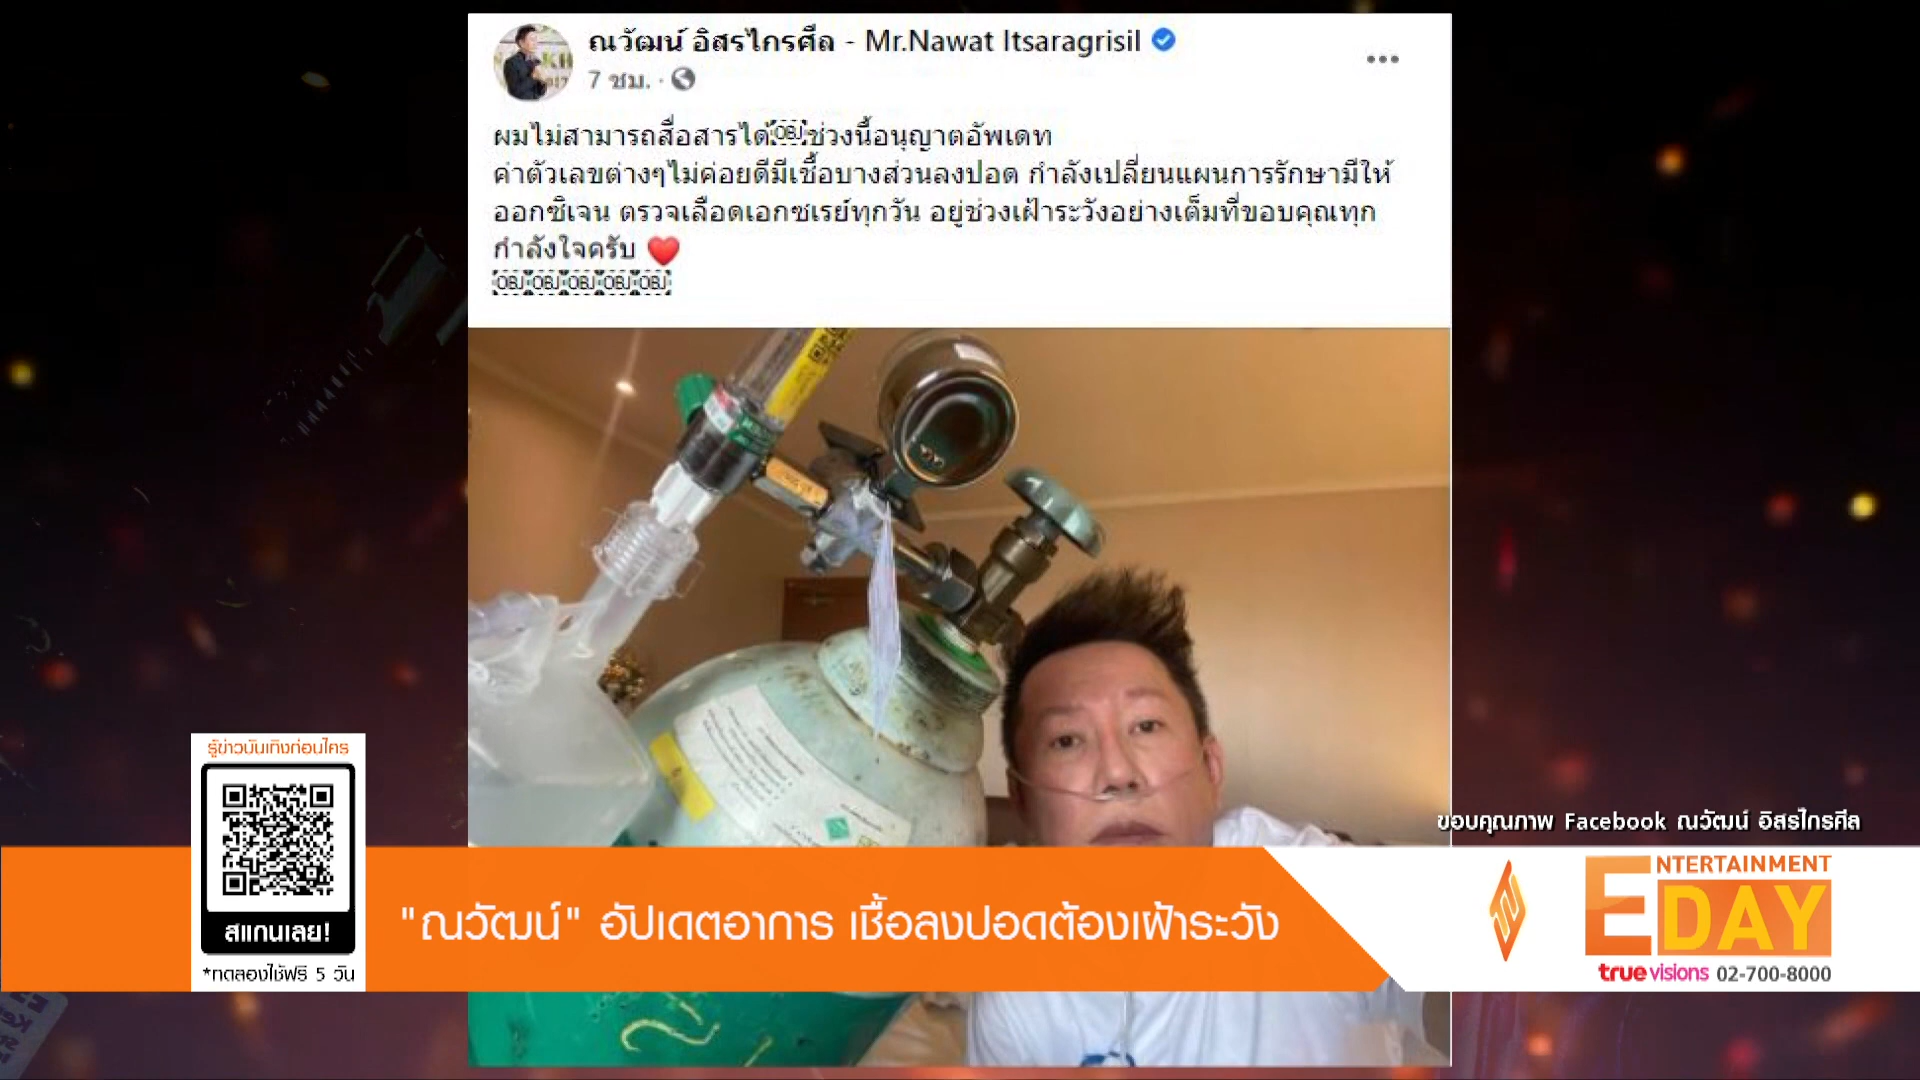 ณวัฒน์ อิสรไกรศีล - Mr.Nawat Itsaragrisil
7 ชม.
ผมไม่สามารถสื่อสารได้ช่วงนี้อนุญาตอัพเดท
ค่าตัวเลขต่างๆไม่ค่อยดีมีเชื้อบางส่วนลงปอด กำลังเปลี่ยนแผนการรักษามีให้
ออกซิเจน ตรวจเลือดเอกซเรย์ทุกวัน อยู่ช่วงเฝ้าระวังอย่างเต็มที่ขอบคุณทุก
กำลังใจครับ ❤️
รู้ข่าวบันเทิงก่อนใคร
สแกนเลย!
*ทดลองใช้ฟรี 5 วัน
ขอบคุณภาพ Facebook ณวัฒน์ อิสรไกรศีล
"ณวัฒน์" อัปเดตอาการ เชื้อลงปอดต้องเฝ้าระวัง
ENTERTAINMENT
DAY
truevisions 02-700-8000